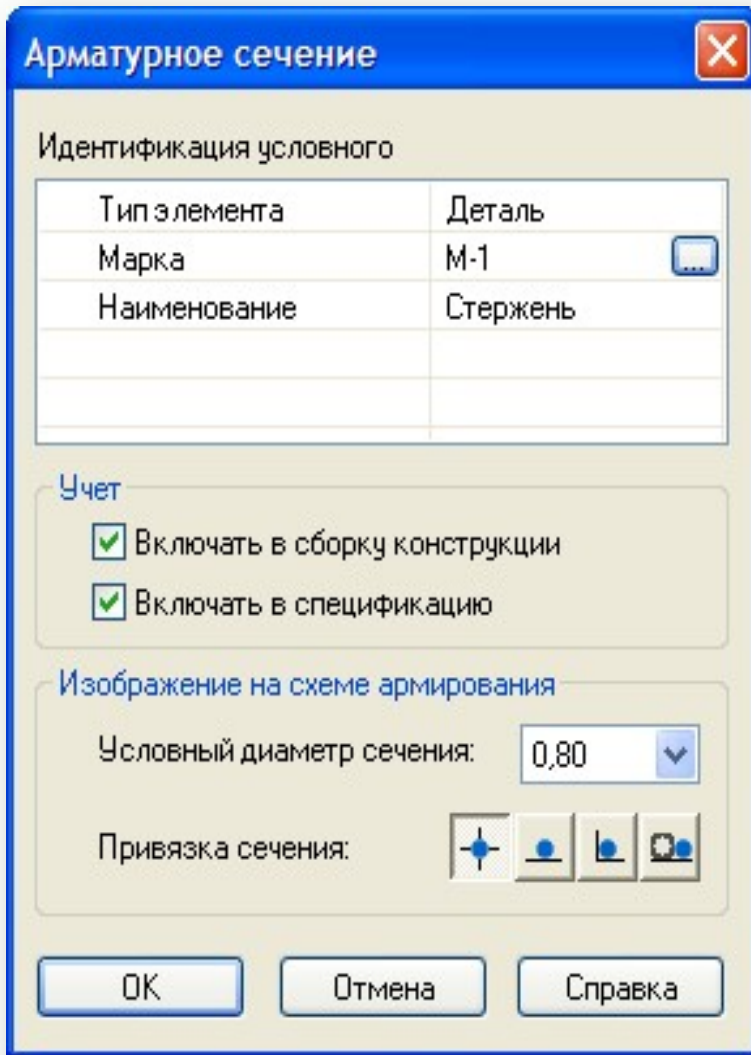 Арматурное сечение
Идентификация условного
Тип элемента Деталь
Марка М-1 ...
Наименование Стержень
Учет
Включать в сборку конструкции
Включать в спецификацию
Изображение на схеме армирования
Условный диаметр сечения: 0,80
Привязка сечения:
OK Отмена Справка